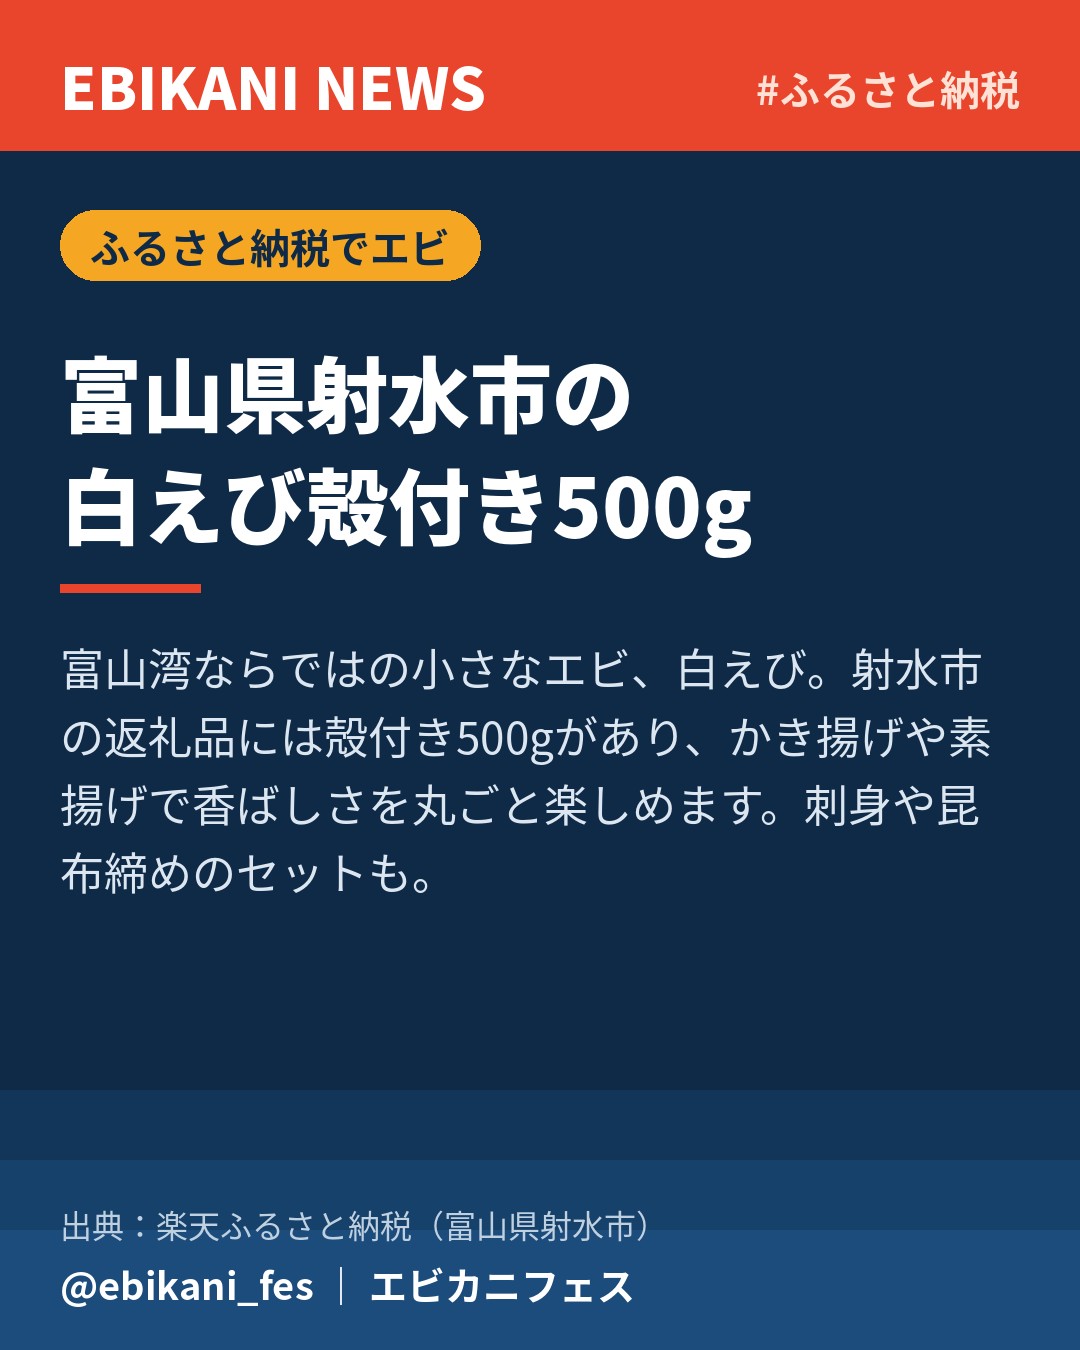 EBIKANI NEWS
#ふるさと納税
ふるさと納税でエビ
富山県射水市の
白えび殻付き500g
富山湾ならではの小さなエビ、白えび。射水市
の返礼品には殻付き500gがあり、かき揚げや素
揚げで香ばしさを丸ごと楽しめます。刺身や昆
布締めのセットも。
出典：楽天ふるさと納税（富山県射水市）
@ebikani_fes ｜ エビカニフェス